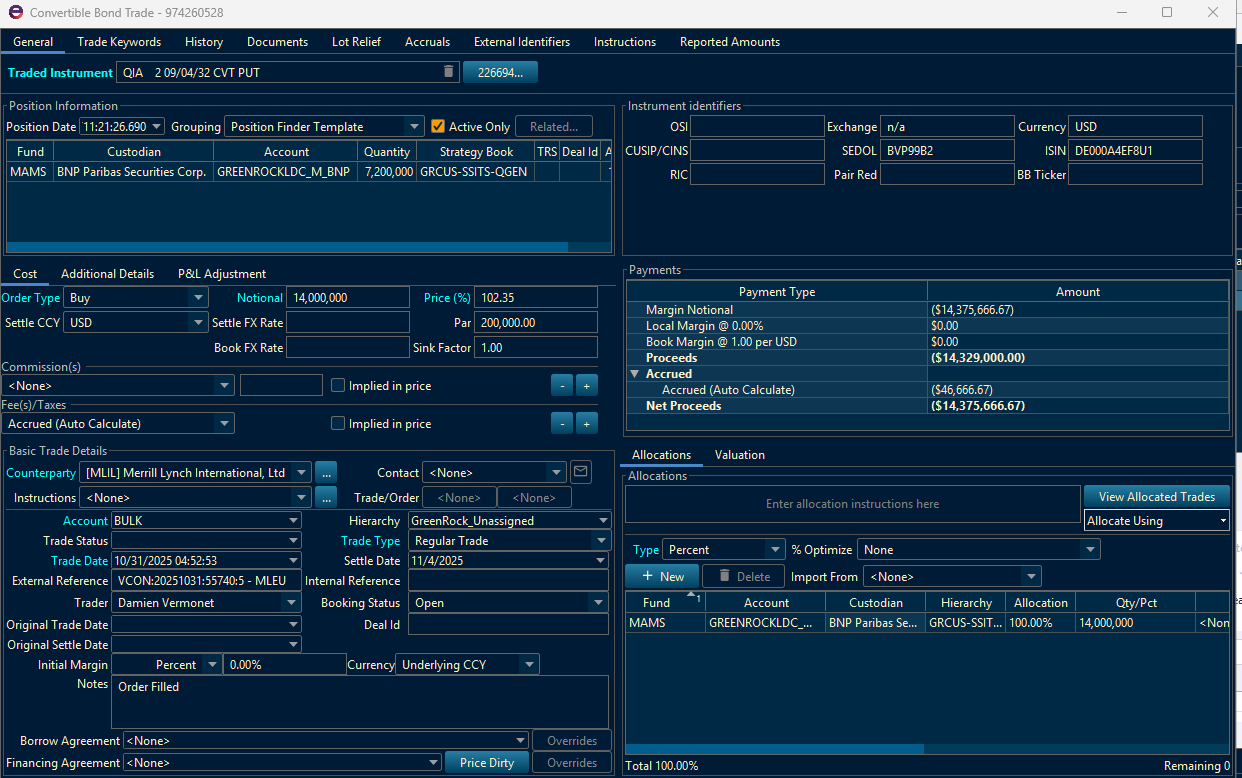 Convertible Bond Trade - 974260528
General Trade Keywords History Documents Lot Relief Accruals External Identifiers Instructions Reported Amounts
Traded Instrument QIA 2 09/04/32 CVT PUT 226694...
Position Information
Position Date 11:21:26.690 Grouping Position Finder Template Active Only Related...
Fund Custodian Account Quantity Strategy Book TRS Deal Id A
MAMS BNP Paribas Securities Corp. GREENROCKLDC_M_BNP 7,200,000 GRCUS-SSITS-QGEN
Instrument identifiers
OSI Exchange n/a Currency USD
CUSIP/CINS SEDOL BVP99B2 ISIN DE000A4EF8U1
RIC Pair Red BB Ticker
Cost Additional Details P&L Adjustment
Order Type Buy Notional 14,000,000 Price (%) 102.35
Settle CCY USD Settle FX Rate Par 200,000.00
Book FX Rate Sink Factor 1.00
Commission(s)
<None> Implied in price - +
Fee(s)/Taxes
Accrued (Auto Calculate) Implied in price - +
Payments
Payment Type Amount
Margin Notional ($14,375,666.67)
Local Margin @ 0.00% $0.00
Book Margin @ 1.00 per USD $0.00
Proceeds ($14,329,000.00)
Accrued
Accrued (Auto Calculate) ($46,666.67)
Net Proceeds ($14,375,666.67)
Basic Trade Details
Counterparty [MLIL] Merrill Lynch International, Ltd ... Contact <None>
Instructions <None> ... Trade/Order <None> <None>
Account BULK Hierarchy GreenRock_Unassigned
Trade Status Trade Type Regular Trade
Trade Date 10/31/2025 04:52:53 Settle Date 11/4/2025
External Reference VCON:20251031:55740:5 - MLEU Internal Reference
Trader Damien Vermonet Booking Status Open
Original Trade Date Deal Id
Original Settle Date
Initial Margin Percent 0.00% Currency Underlying CCY
Notes Order Filled
Borrow Agreement <None> Overrides
Financing Agreement <None> Price Dirty Overrides
Allocations Valuation
Allocations
Enter allocation instructions here View Allocated Trades
Allocate Using
Type Percent % Optimize None
+ New Delete Import From <None>
Fund 1 Account Custodian Hierarchy Allocation Qty/Pct
MAMS GREENROCKLDC_... BNP Paribas Se... GRCUS-SSIT... 100.00% 14,000,000 <Non
Total 100.00% Remaining 0